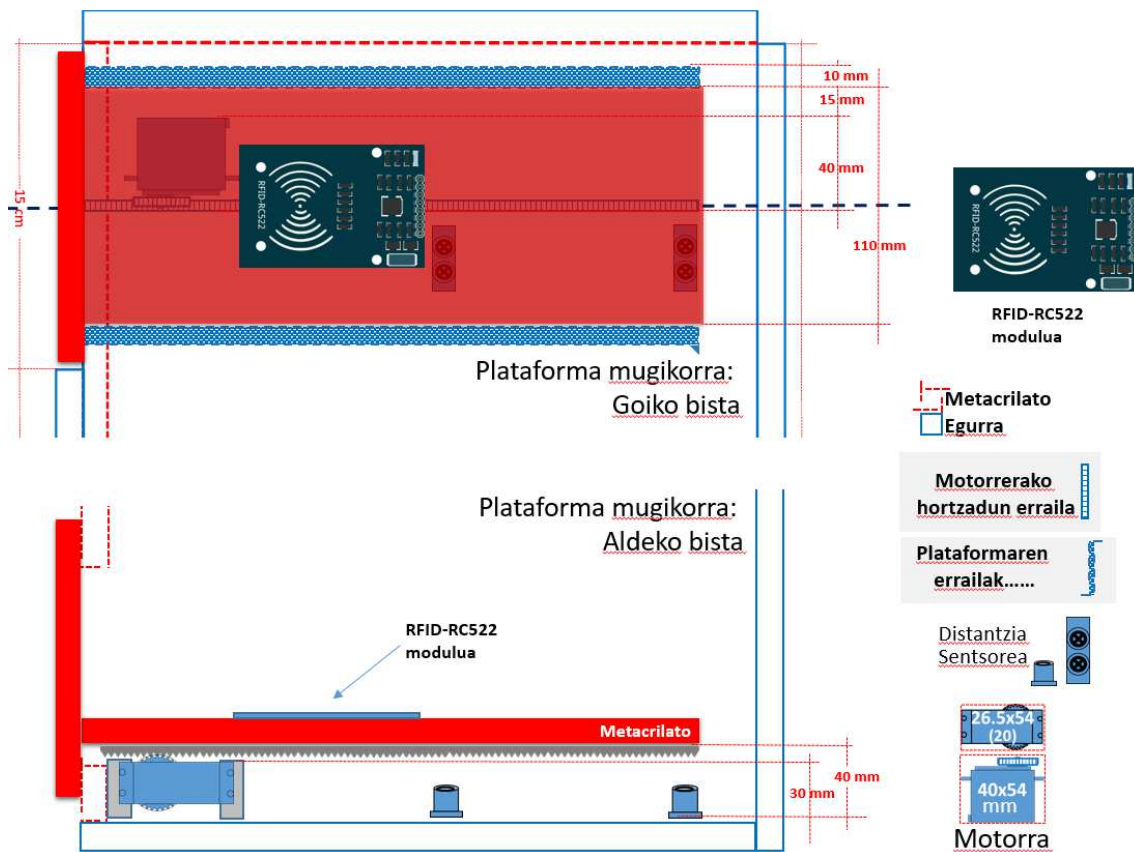 10 mm
15 mm
40 mm
110 mm
15 cm
RFID-RC522
RFID-RC522
RFID-RC522
modulua
Plataforma mugikorra:
Goiko bista
Metacrilato
Egurra
Motorrerako
hortzadun erraila
Plataformaren
errailak......
Plataforma mugikorra:
Aldeko bista
RFID-RC522
modulua
Metacrilato
40 mm
30 mm
Distantzia
Sentsorea
26.5x54
(20)
40x54
mm
Motorra